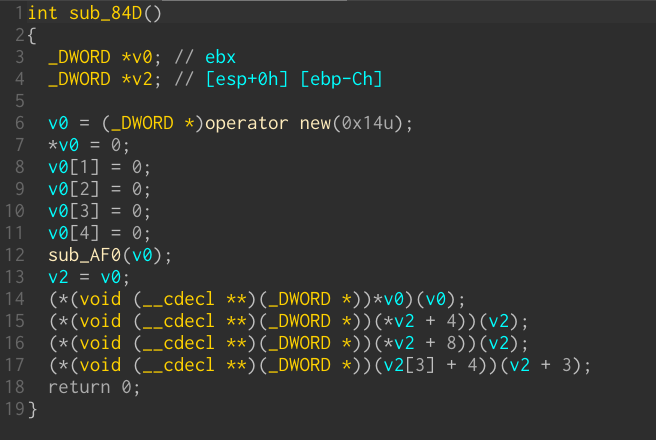 1 int sub_84D()
2 {
3   _DWORD *v0; // ebx
4   _DWORD *v2; // [esp+0h] [ebp-Ch]
5
6   v0 = (_DWORD *)operator new(0x14u);
7   *v0 = 0;
8   v0[1] = 0;
9   v0[2] = 0;
10   v0[3] = 0;
11   v0[4] = 0;
12   sub_AF0(v0);
13   v2 = v0;
14   (*(void (__cdecl **)(_DWORD *))*v0)(v0);
15   (*(void (__cdecl **)(_DWORD *))(*v2 + 4))(v2);
16   (*(void (__cdecl **)(_DWORD *))(*v2 + 8))(v2);
17   (*(void (__cdecl **)(_DWORD *))(v2[3] + 4))(v2 + 3);
18   return 0;
19 }